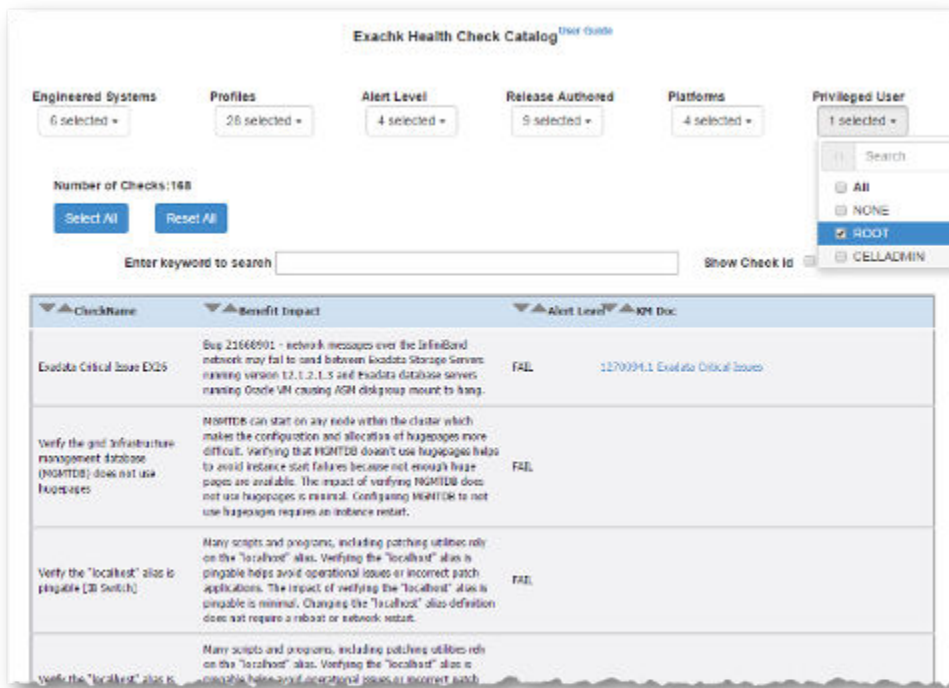 Exachk Health Check Catalog User Guide
Engineered Systems Profiles Alert Level Release Authored Platforms Privileged User
6 selected 28 selected 4 selected 9 selected 4 selected 1 selected
Search
Number of Checks:168
All
Select All Reset All
NONE
ROOT
Enter keyword to search Show Check Id
CELLADMIN
CheckName Benefit Impact Alert Level KM Doc
Bug 21668901 - network messages over the InfiniBand
network may fail to send between Exadata Storage Servers
Exadata Critical Issue EX26 running version 12.1.2.1.3 and Exadata database servers FAIL 1270094.1 Exadata Critical Issues
running Oracle VM causing ASM diskgroup mount to hang.
MGMTDB can start on any node within the cluster which
makes the configuration and allocation of hugepages more
Verify the grid Infrastructure difficult. Verifying that MGMTDB doesn't use hugepages helps
management database to avoid instance start failures because not enough huge FAIL
(MGMTDB) does not use pages are available. The impact of verifying MGMTDB does
hugepages not use hugepages is minimal. Configuring MGMTDB to not
use hugepages requires an instance restart.
Many scripts and programs, including patching utilities rely
on the "localhost" alias. Verifying the "localhost" alias is
Verify the "localhost" alias is pingable helps avoid operational issues or incorrect patch FAIL
pingable [IB Switch] applications. The impact of verifying the "localhost" alias is
pingable is minimal. Changing the "localhost" alias definition
does not require a reboot or network restart.
Many scripts and programs, including patching utilities rely
on the "localhost" alias. Verifying the "localhost" alias is
Verify the "localhost" alias is pingable helps avoid operational issues or incorrect patch